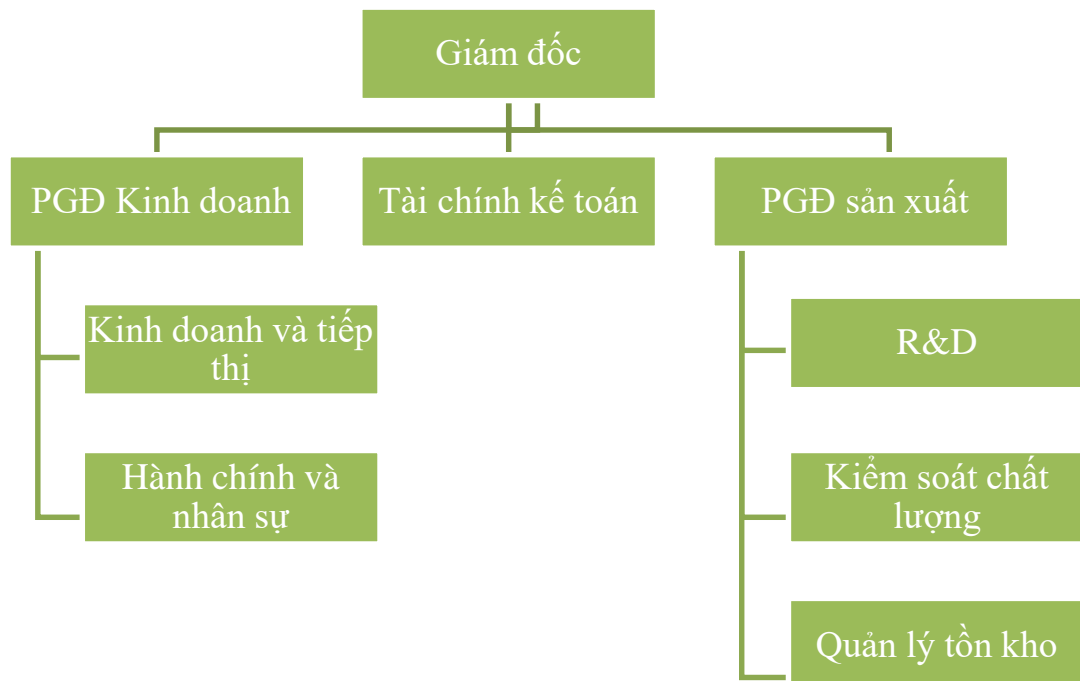 Giám đốc
PGĐ Kinh doanh
Tài chính kế toán
PGĐ sản xuất
Kinh doanh và tiếp
thị
Hành chính và
nhân sự
R&D
Kiểm soát chất
lượng
Quản lý tồn kho